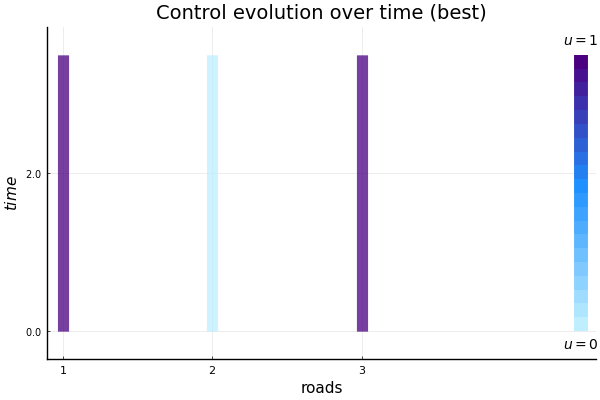 Control evolution over time (best)
u = 1
2.0
time
0.0
u = 0
1 2 3
roads